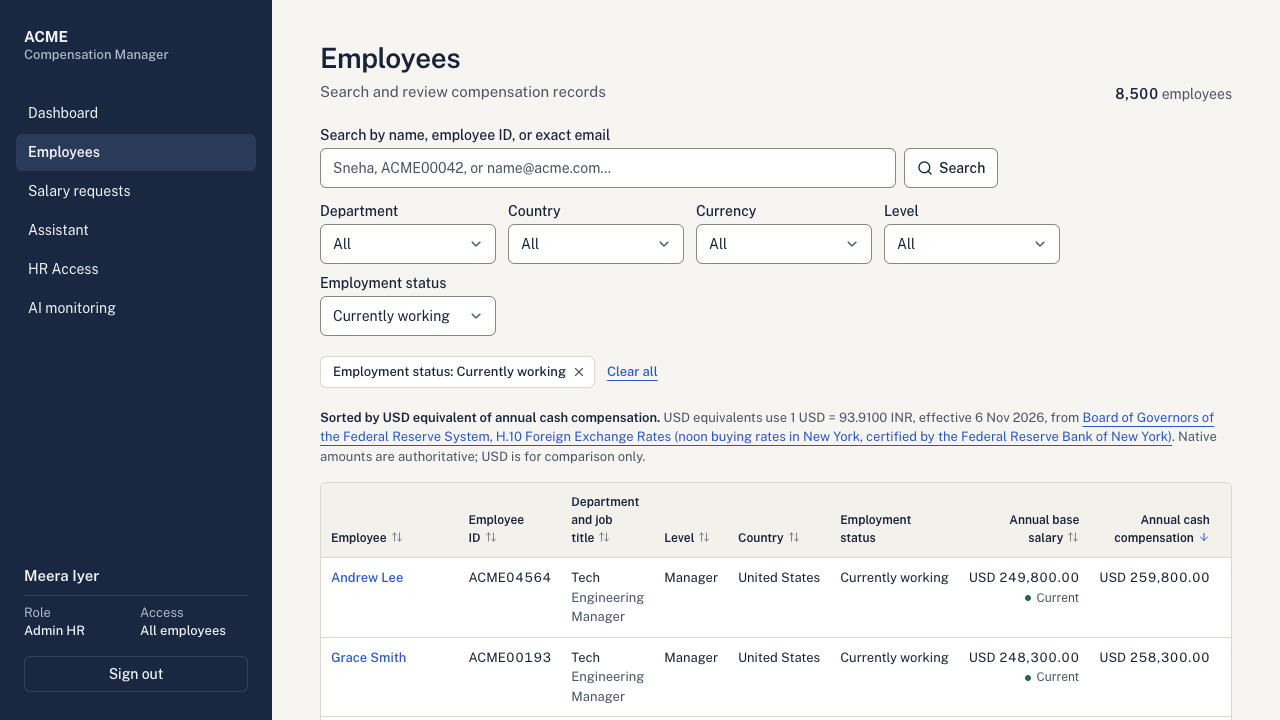 ACME
Compensation Manager
Dashboard
Employees
Salary requests
Assistant
HR Access
AI monitoring
Meera Iyer
Role
Access
Admin HR
All employees
Sign out
Employees
Search and review compensation records
8,500 employees
Search by name, employee ID, or exact email
Sneha, ACME00042, or name@acme.com...
Search
Department
Country
Currency
Level
All
All
All
All
Employment status
Currently working
Employment status: Currently working
Clear all
Sorted by USD equivalent of annual cash compensation. USD equivalents use 1 USD = 93.9100 INR, effective 6 Nov 2026, from Board of Governors of
the Federal Reserve System, H.10 Foreign Exchange Rates (noon buying rates in New York, certified by the Federal Reserve Bank of New York). Native
amounts are authoritative; USD is for comparison only.
Employee
Employee ID
Department and job title
Level
Country
Employment status
Annual base salary
Annual cash compensation
Andrew Lee ACME04564 Tech Manager United States Currently working USD 249,800.00 USD 259,800.00
Engineering Current
Manager
Grace Smith ACME00193 Tech Manager United States Currently working USD 248,300.00 USD 258,300.00
Engineering Current
Manager